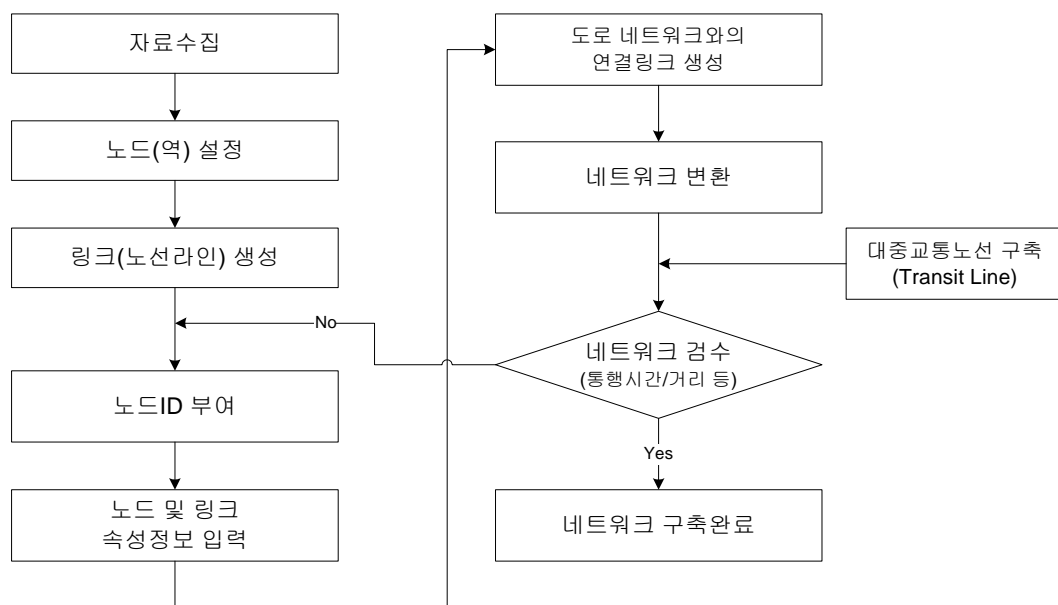 자료수집
노드(역) 설정
링크(노선라인) 생성
No
노드ID 부여
노드 및 링크
속성정보 입력
도로 네트워크와의
연결링크 생성
네트워크 변환
대중교통노선 구축
(Transit Line)
네트워크 검수
(통행시간/거리 등)
Yes
네트워크 구축완료